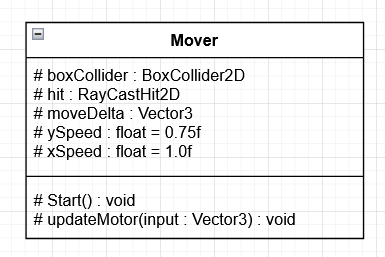 Mover
# boxCollider : BoxCollider2D
# hit : RayCastHit2D
# moveDelta : Vector3
# ySpeed : float = 0.75f
# xSpeed : float = 1.0f
# Start() : void
# updateMotor(input : Vector3) : void